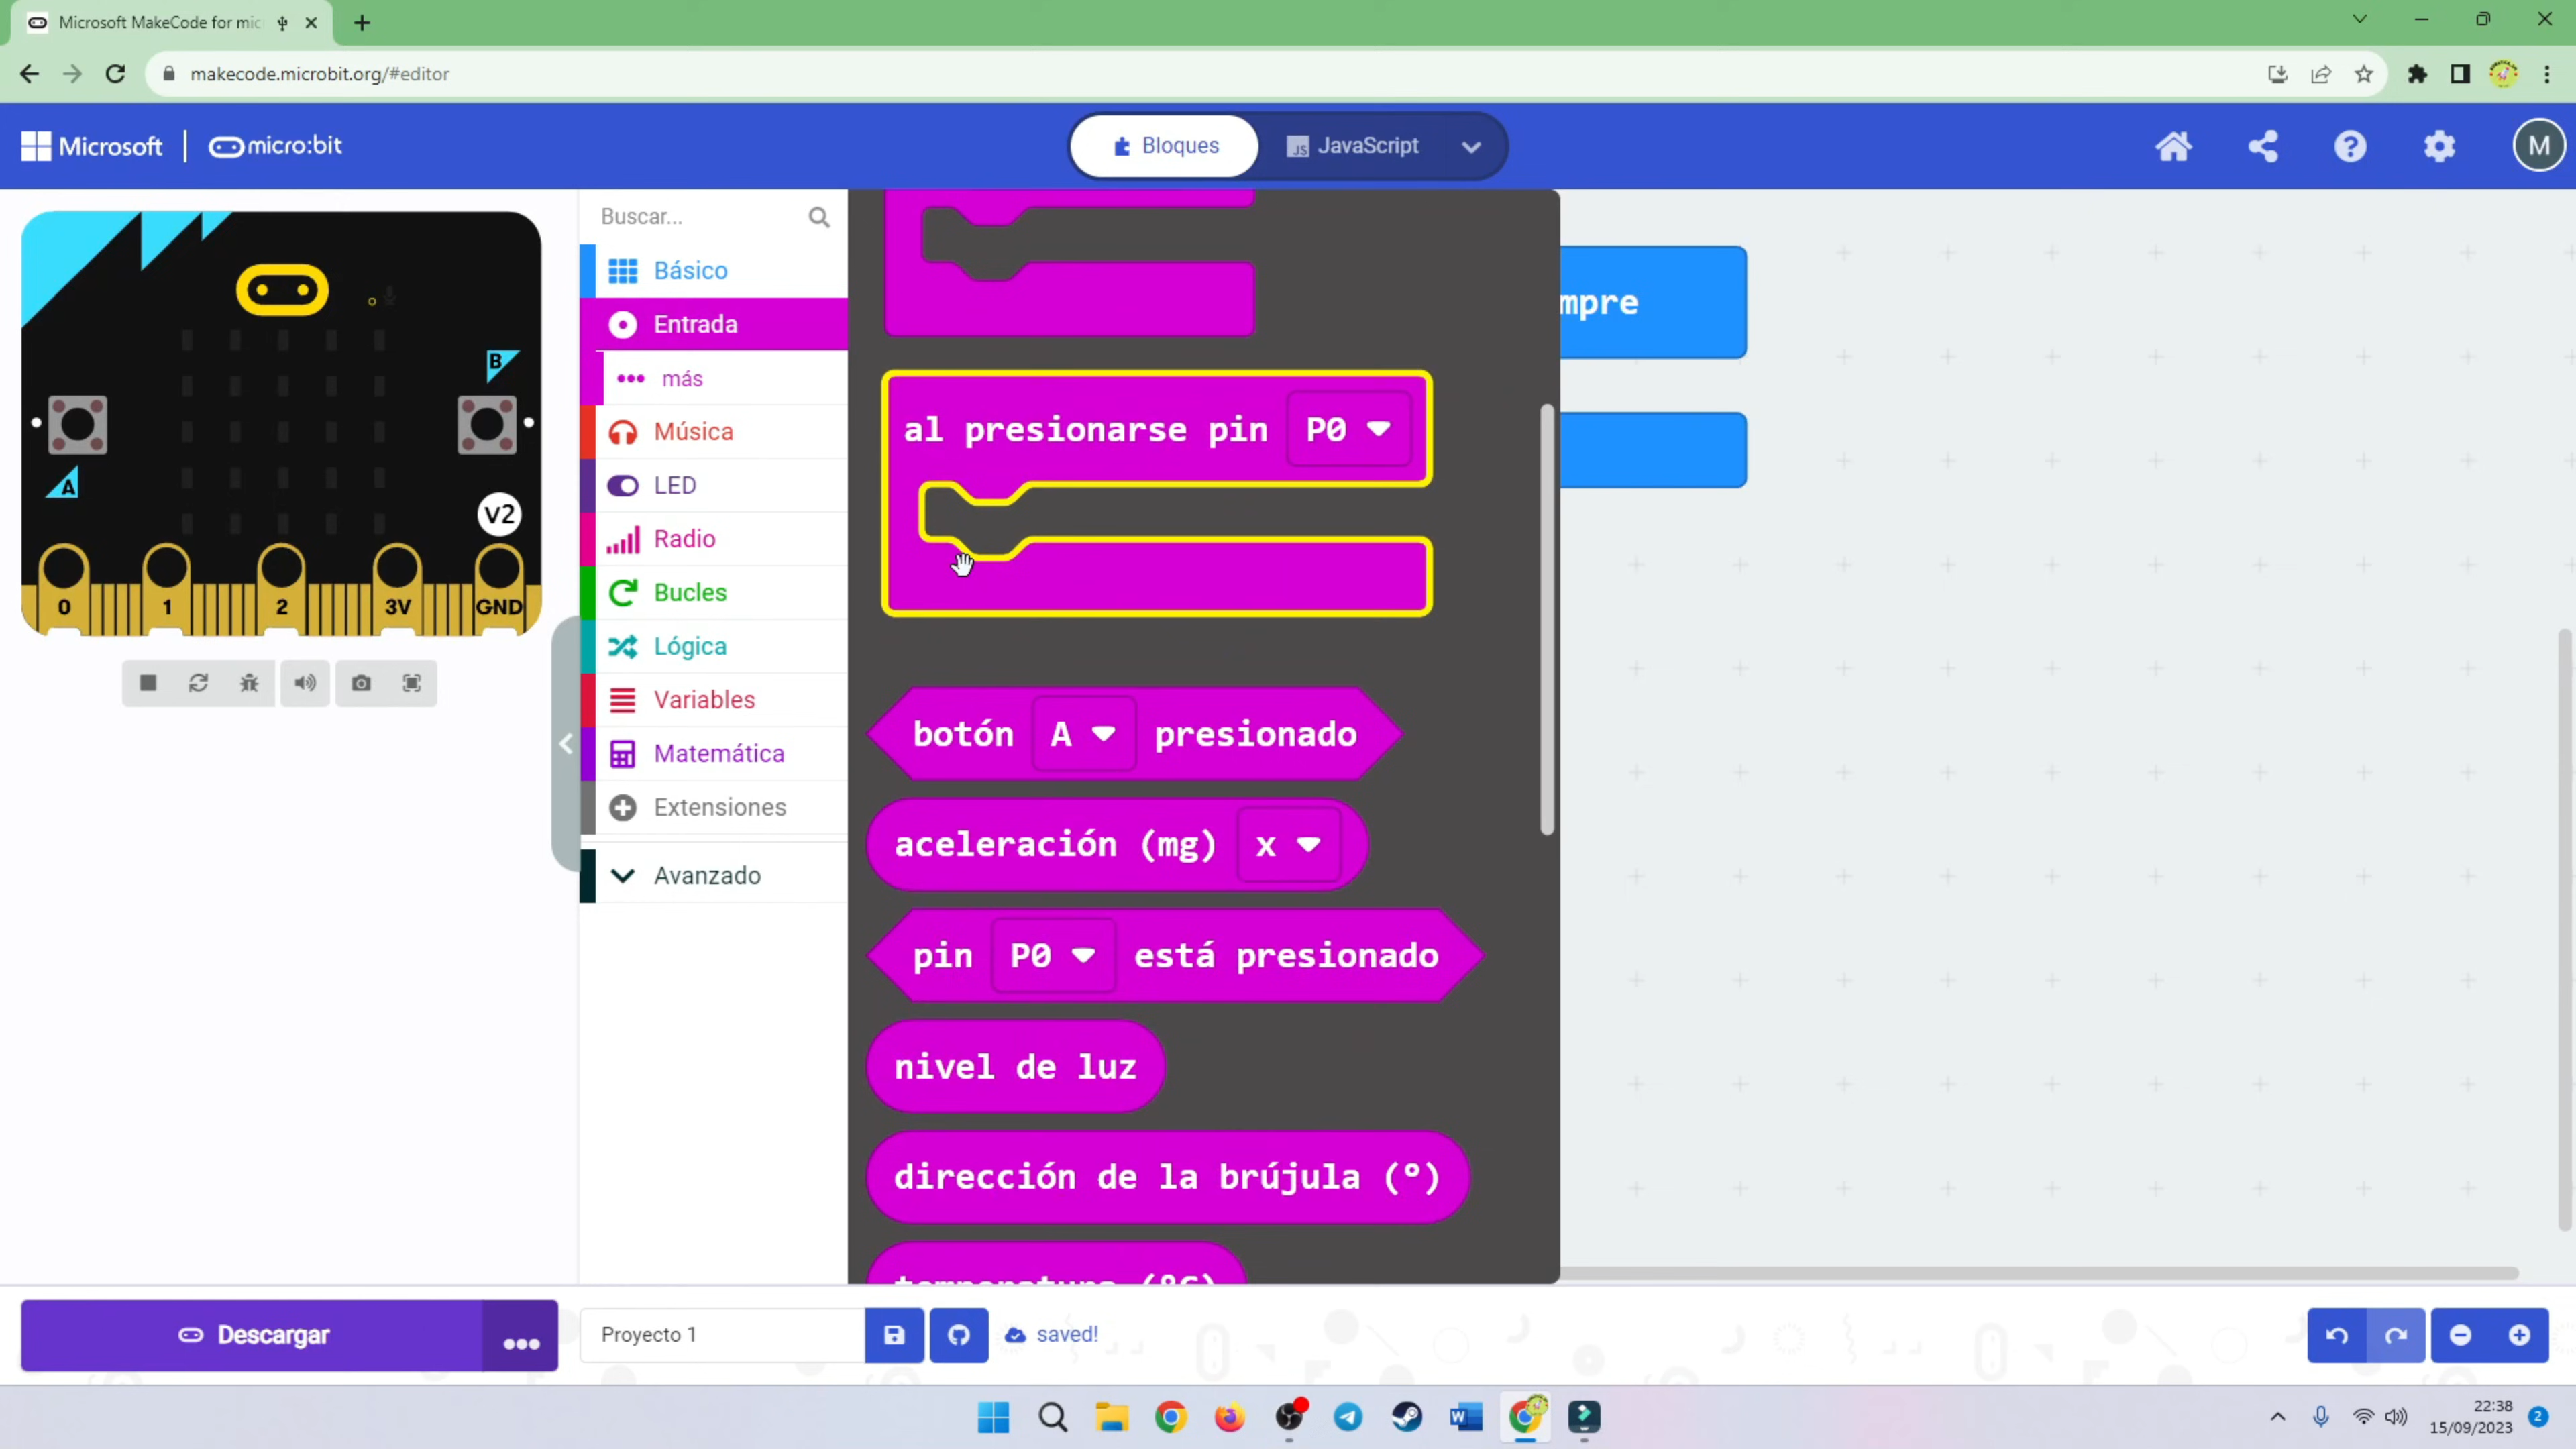 Microsoft MakeCode for mic
makecode.microbit.org/#editor
Microsoft
micro:bit
Bloques
JS JavaScript
M
B
A
V2
0
1
2
3V
GND
Buscar...
Básico
Entrada
más
Música
LED
Radio
Bucles
Lógica
Variables
Matemática
Extensiones
Avanzado
al presionarse pin P0
botón A presionado
aceleración (mg) x
pin P0 está presionado
nivel de luz
dirección de la brújula (°)
temperatura (°C)
mpre
Descargar
Proyecto 1
saved!
W
22:38
15/09/2023
2